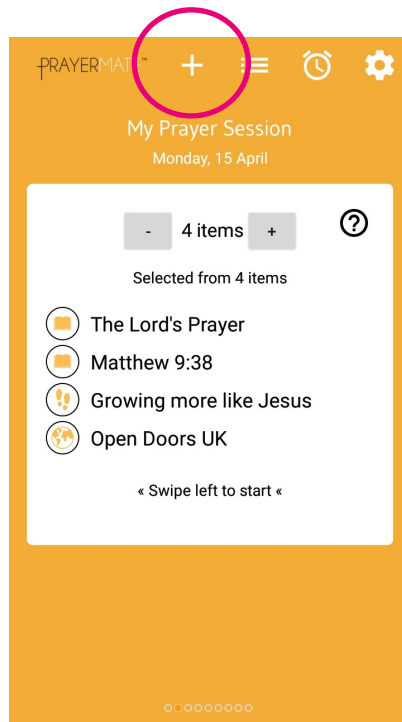 PRAYERMATE™
My Prayer Session
Monday, 15 April
- 4 items +
Selected from 4 items
The Lord's Prayer
Matthew 9:38
Growing more like Jesus
Open Doors UK
« Swipe left to start «